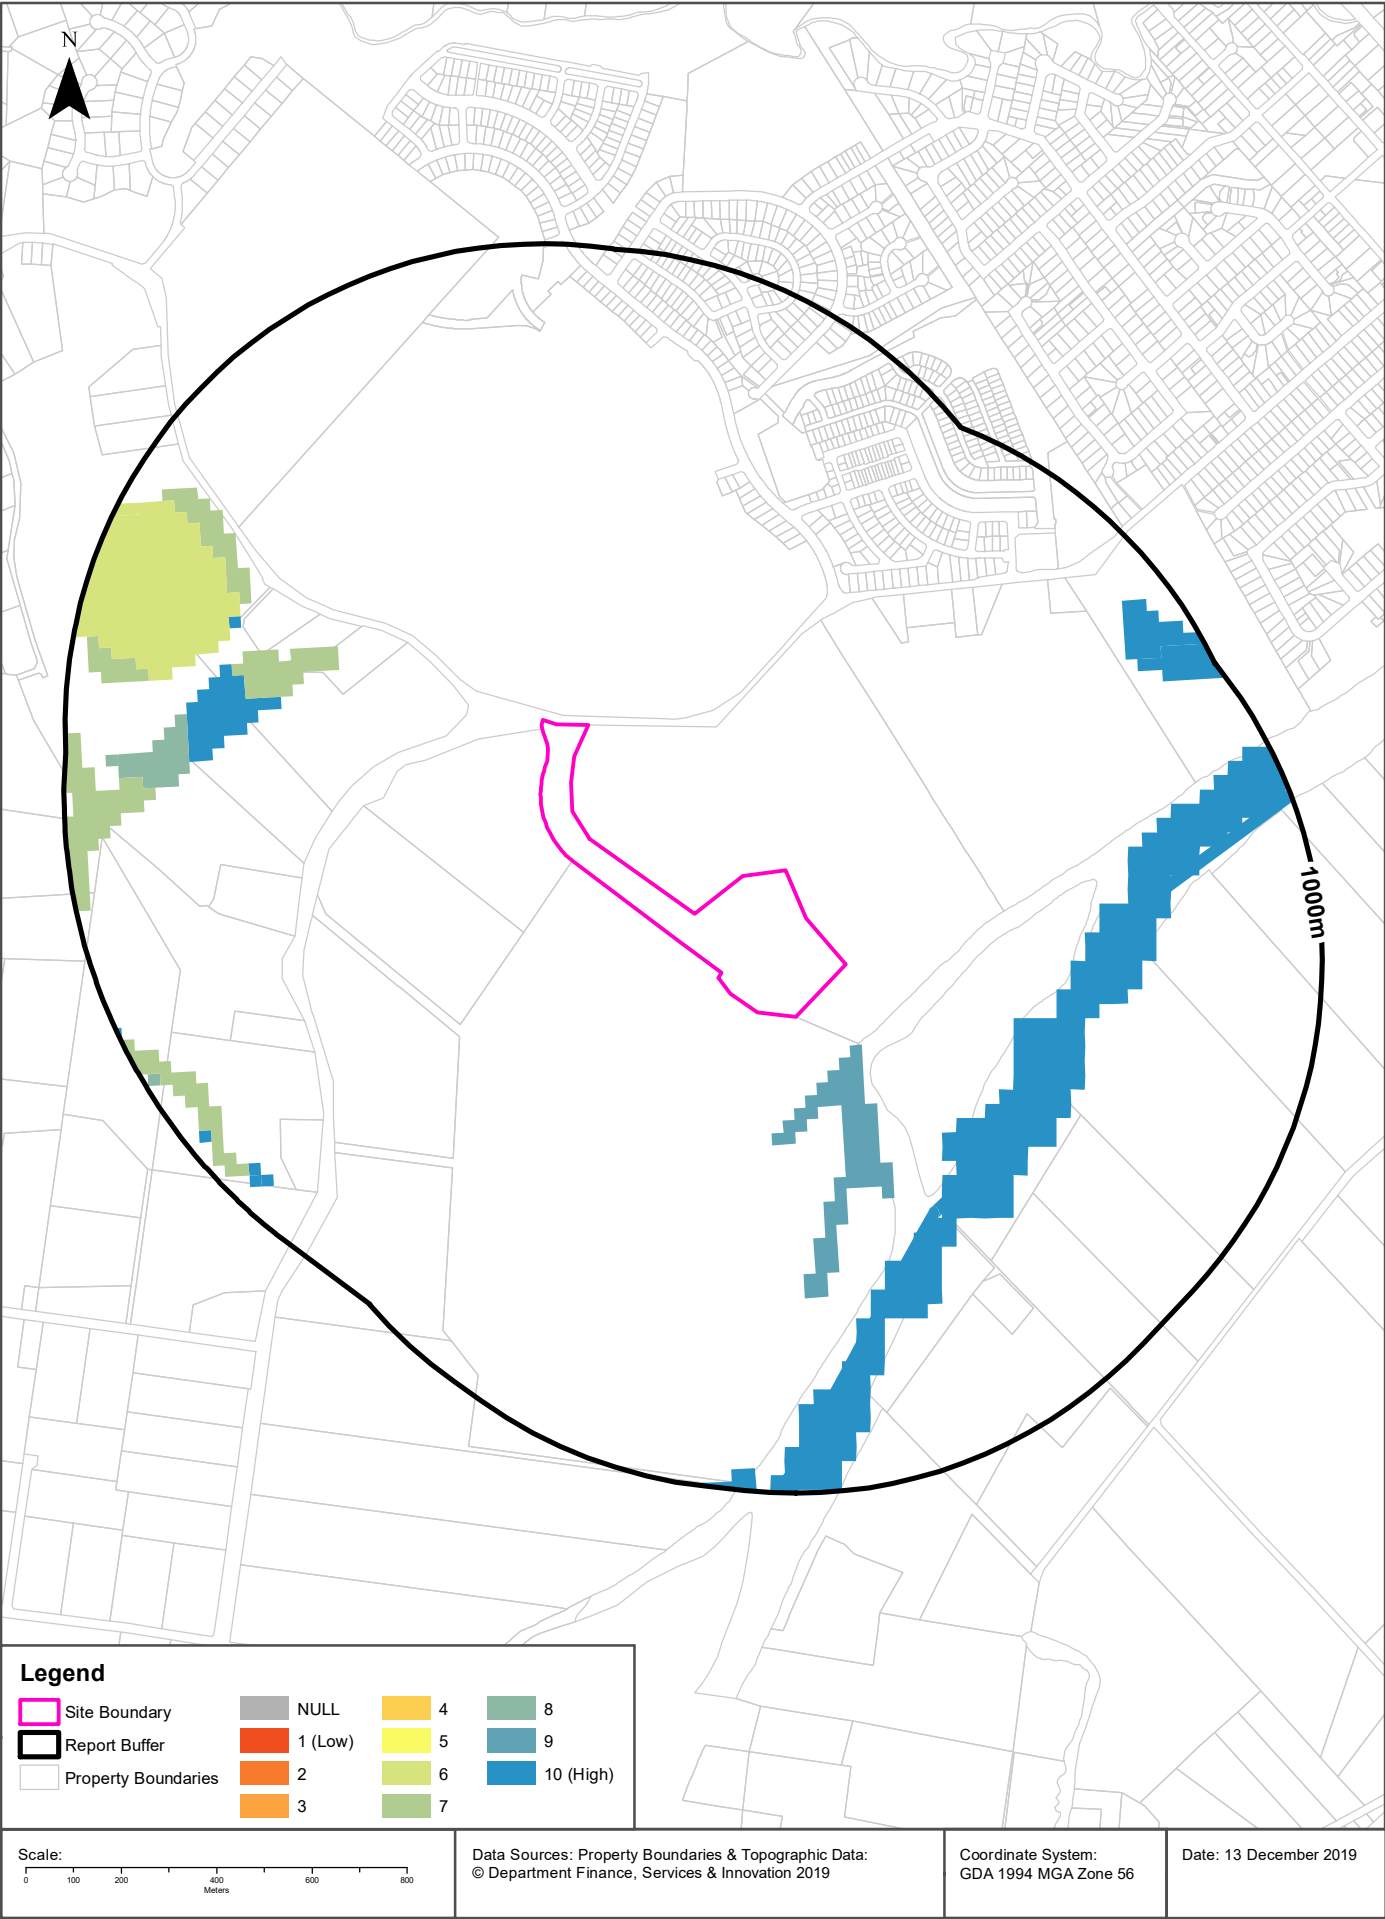 N
1000m
Legend
Site Boundary
Report Buffer
Property Boundaries
NULL
1 (Low)
2
3
4
5
6
7
8
9
10 (High)
Scale:
0 100 200 400 600 800
Meters
Data Sources: Property Boundaries & Topographic Data:
© Department Finance, Services & Innovation 2019
Coordinate System:
GDA 1994 MGA Zone 56
Date: 13 December 2019